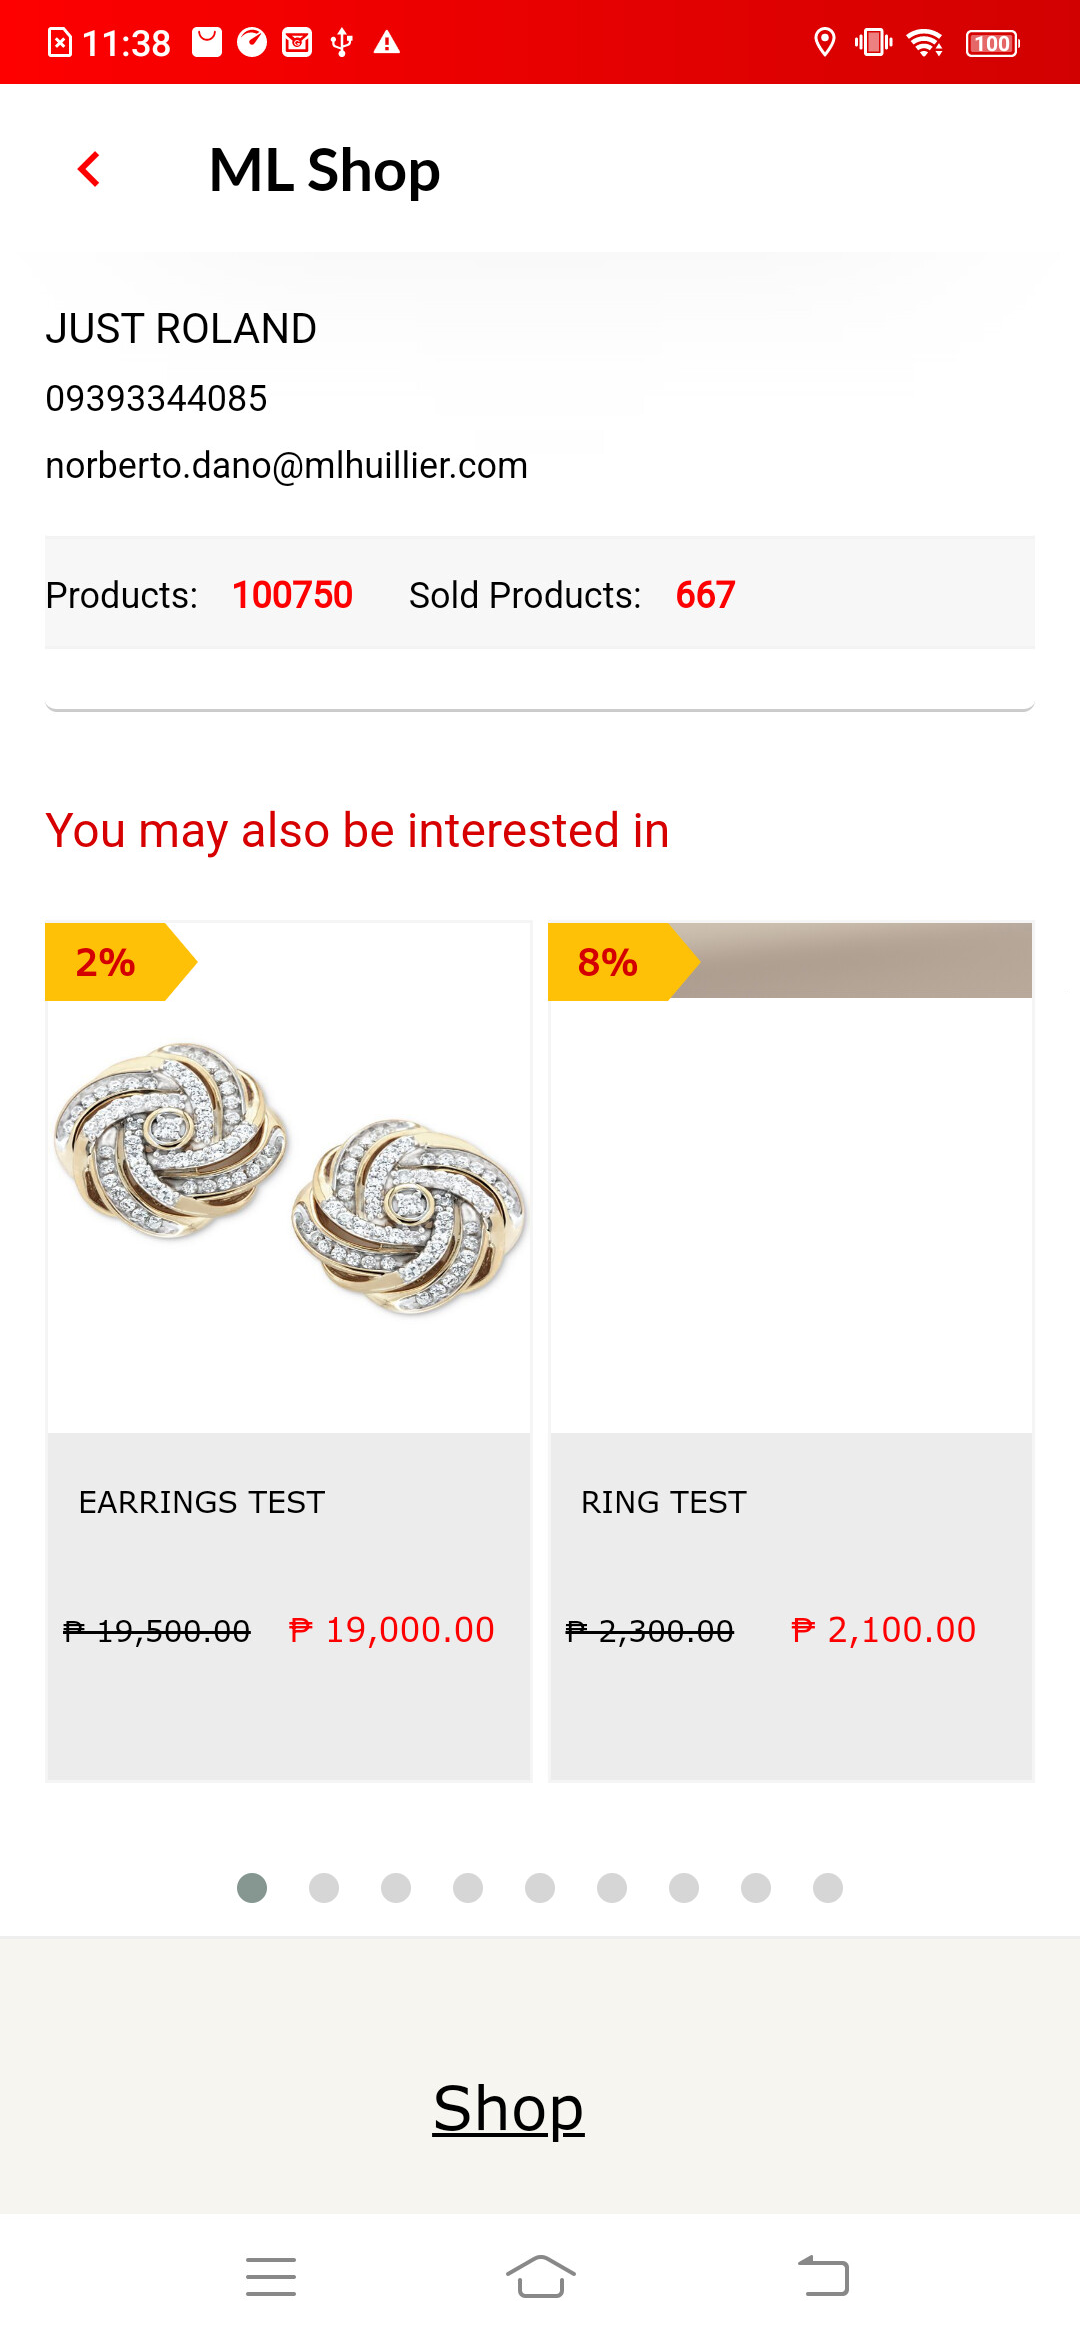 11:38
100
ML Shop
JUST ROLAND
09393344085
norberto.dano@mlhuillier.com
Products: 100750 Sold Products: 667
You may also be interested in
2%
8%
EARRINGS TEST
RING TEST
₱ 19,500.00 ₱ 19,000.00
₱ 2,300.00 ₱ 2,100.00
Shop